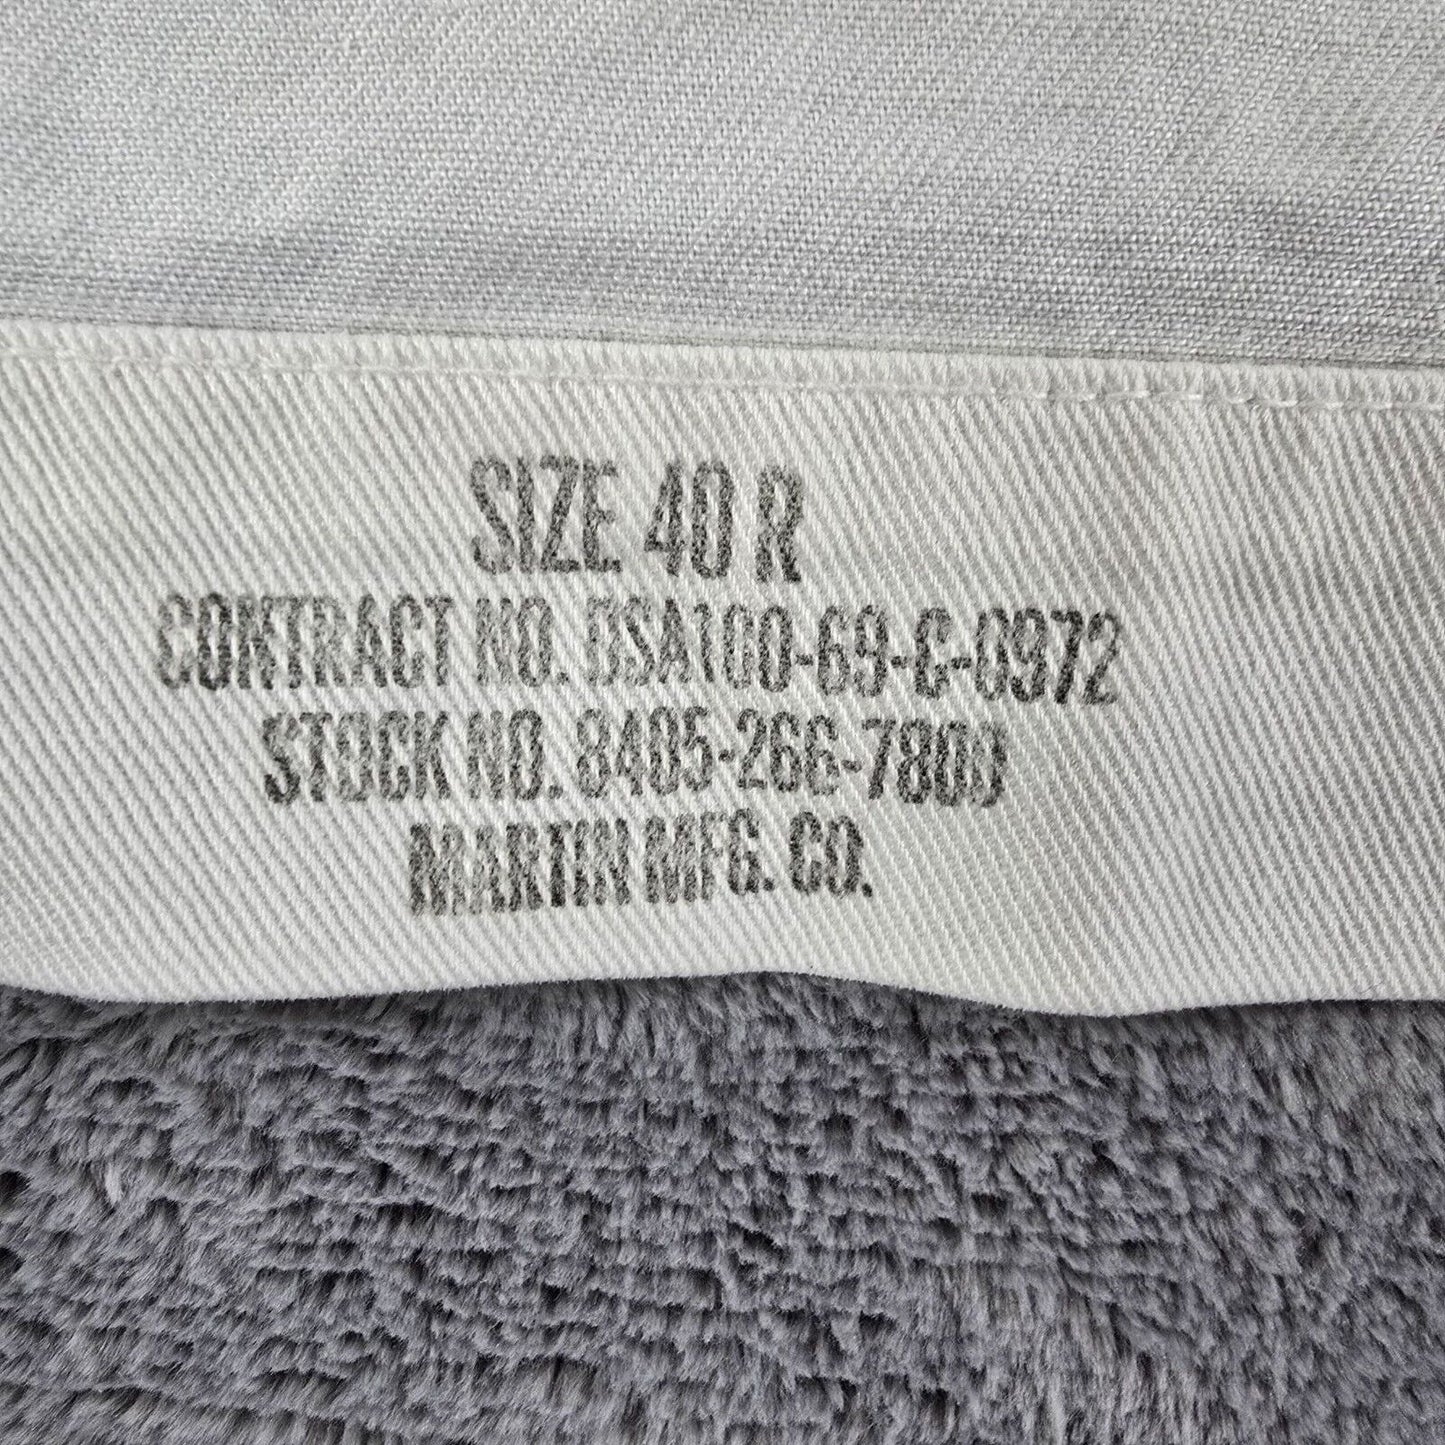 SIZE 40 R
CONTRACT NO. DSA100-69-C-0972
STOCK NO. 8405-266-7800
MARTIN MFG. CO.